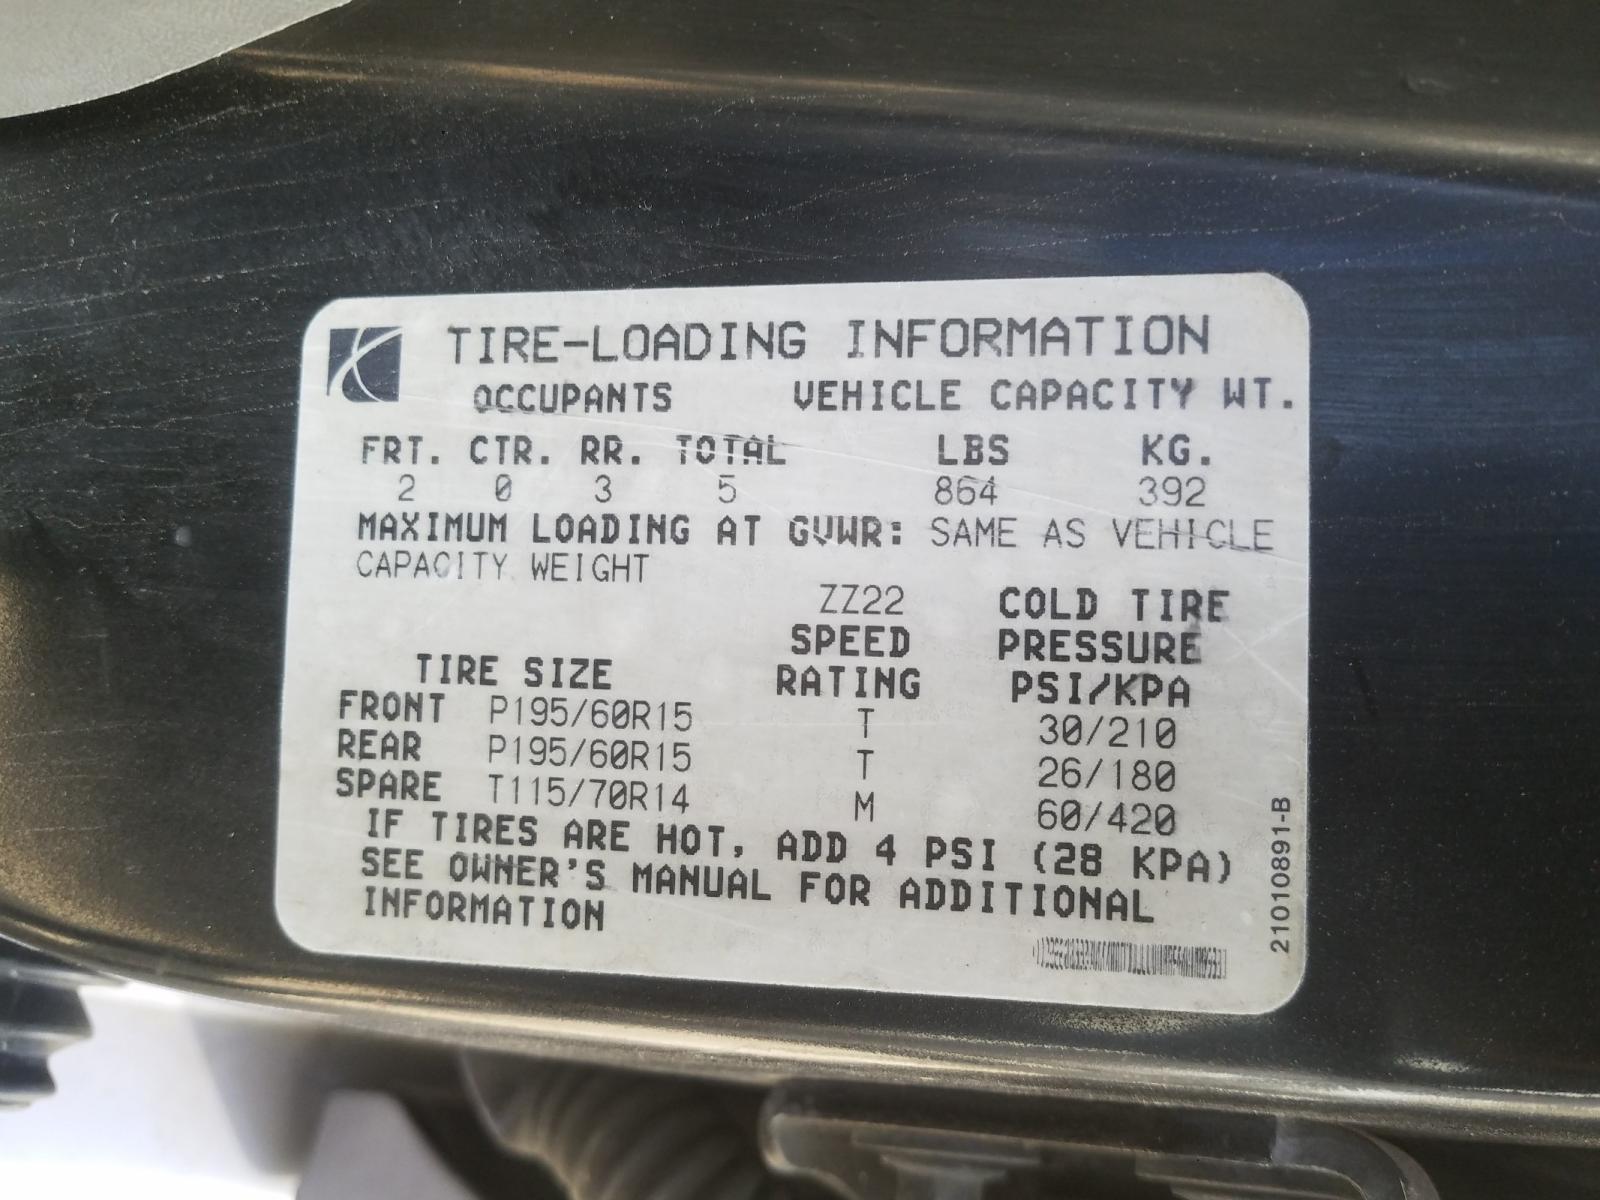 TIRE-LOADING INFORMATION
OCCUPANTS VEHICLE CAPACITY WT.
FRT. CTR. RR. TOTAL LBS KG.
2 0 3 5 864 392
MAXIMUM LOADING AT GVWR: SAME AS VEHICLE
CAPACITY WEIGHT
ZZ22 COLD TIRE
SPEED PRESSURE
TIRE SIZE RATING PSI/KPA
FRONT P195/60R15 T 30/210
REAR P195/60R15 T 26/180
SPARE T115/70R14 M 60/420
IF TIRES ARE HOT, ADD 4 PSI (28 KPA)
SEE OWNER'S MANUAL FOR ADDITIONAL
INFORMATION
21010891-B